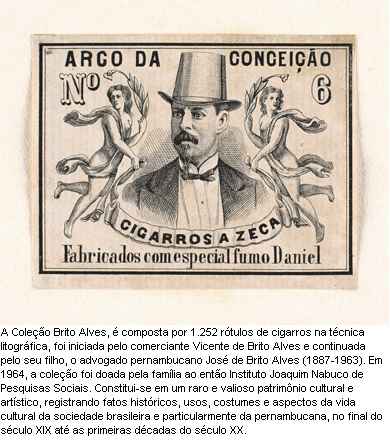 ARCO DA CONCEIÇÃO
Nº 6
CIGARROS A ZECA
Fabricados com especial fumo Daniel
A Coleção Brito Alves, é composta por 1.252 rótulos de cigarros na técnica
litográfica, foi iniciada pelo comerciante Vicente de Brito Alves e continuada
pelo seu filho, o advogado pernambucano José de Brito Alves (1887-1963). Em
1964, a coleção foi doada pela família ao então Instituto Joaquim Nabuco de
Pesquisas Sociais. Constitui-se em um raro e valioso patrimônio cultural e
artístico, registrando fatos históricos, usos, costumes e aspectos da vida
cultural da sociedade brasileira e particularmente da pernambucana, no final do
século XIX até as primeiras décadas do século XX.